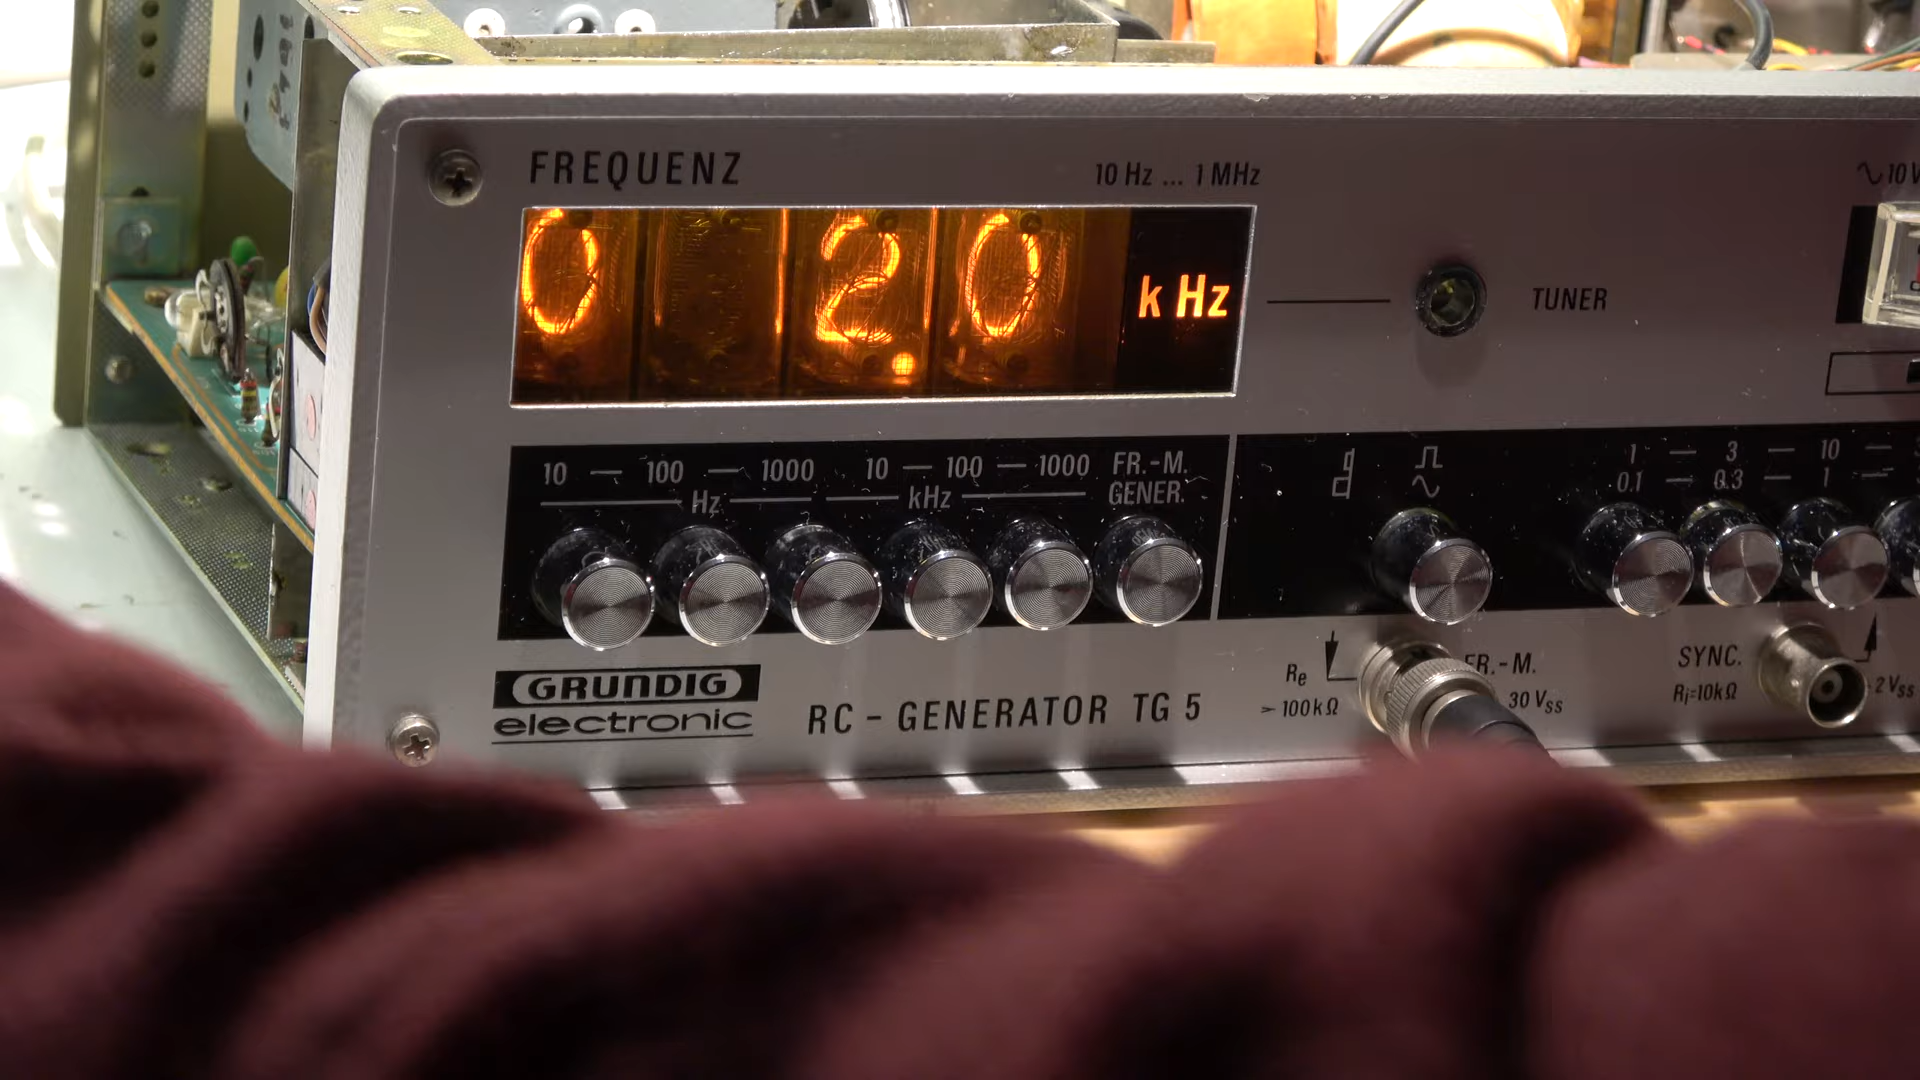 FREQUENZ
10 Hz ... 1 MHz
0 2.0 kHz
TUNER
10 V
10 — 100 — 1000 10 — 100 — 1000 FR.-M.
Hz kHz GENER.
1 — 3 — 10 —
0.1 — 0.3 — 1 —
GRUNDIG
electronic
RC - GENERATOR TG 5
Re
> 100 kΩ
FR.-M.
30 Vss
SYNC.
Ri=10kΩ
2 Vss